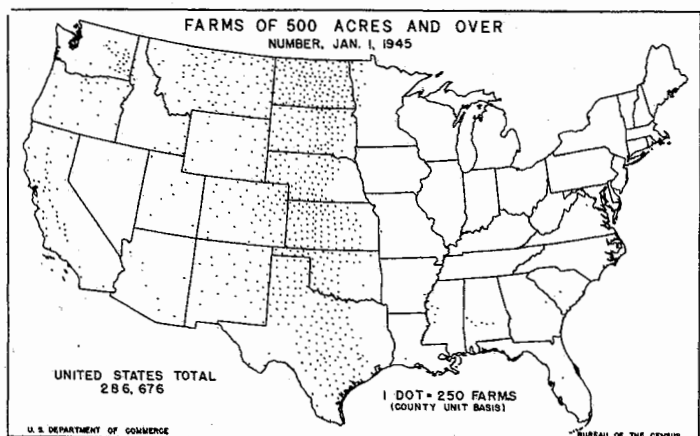 FARMS OF 500 ACRES AND OVER
NUMBER, JAN. 1, 1945
UNITED STATES TOTAL
286,676
1 DOT = 250 FARMS
(COUNTY UNIT BASIS)
U. S. DEPARTMENT OF COMMERCE
BUREAU OF THE CENSUS